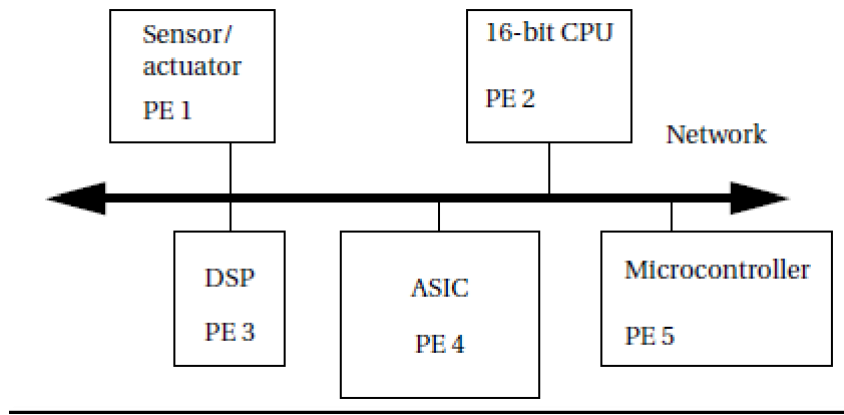 Sensor/
actuator
PE 1
16-bit CPU
PE 2
Network
DSP
PE 3
ASIC
PE 4
Microcontroller
PE 5